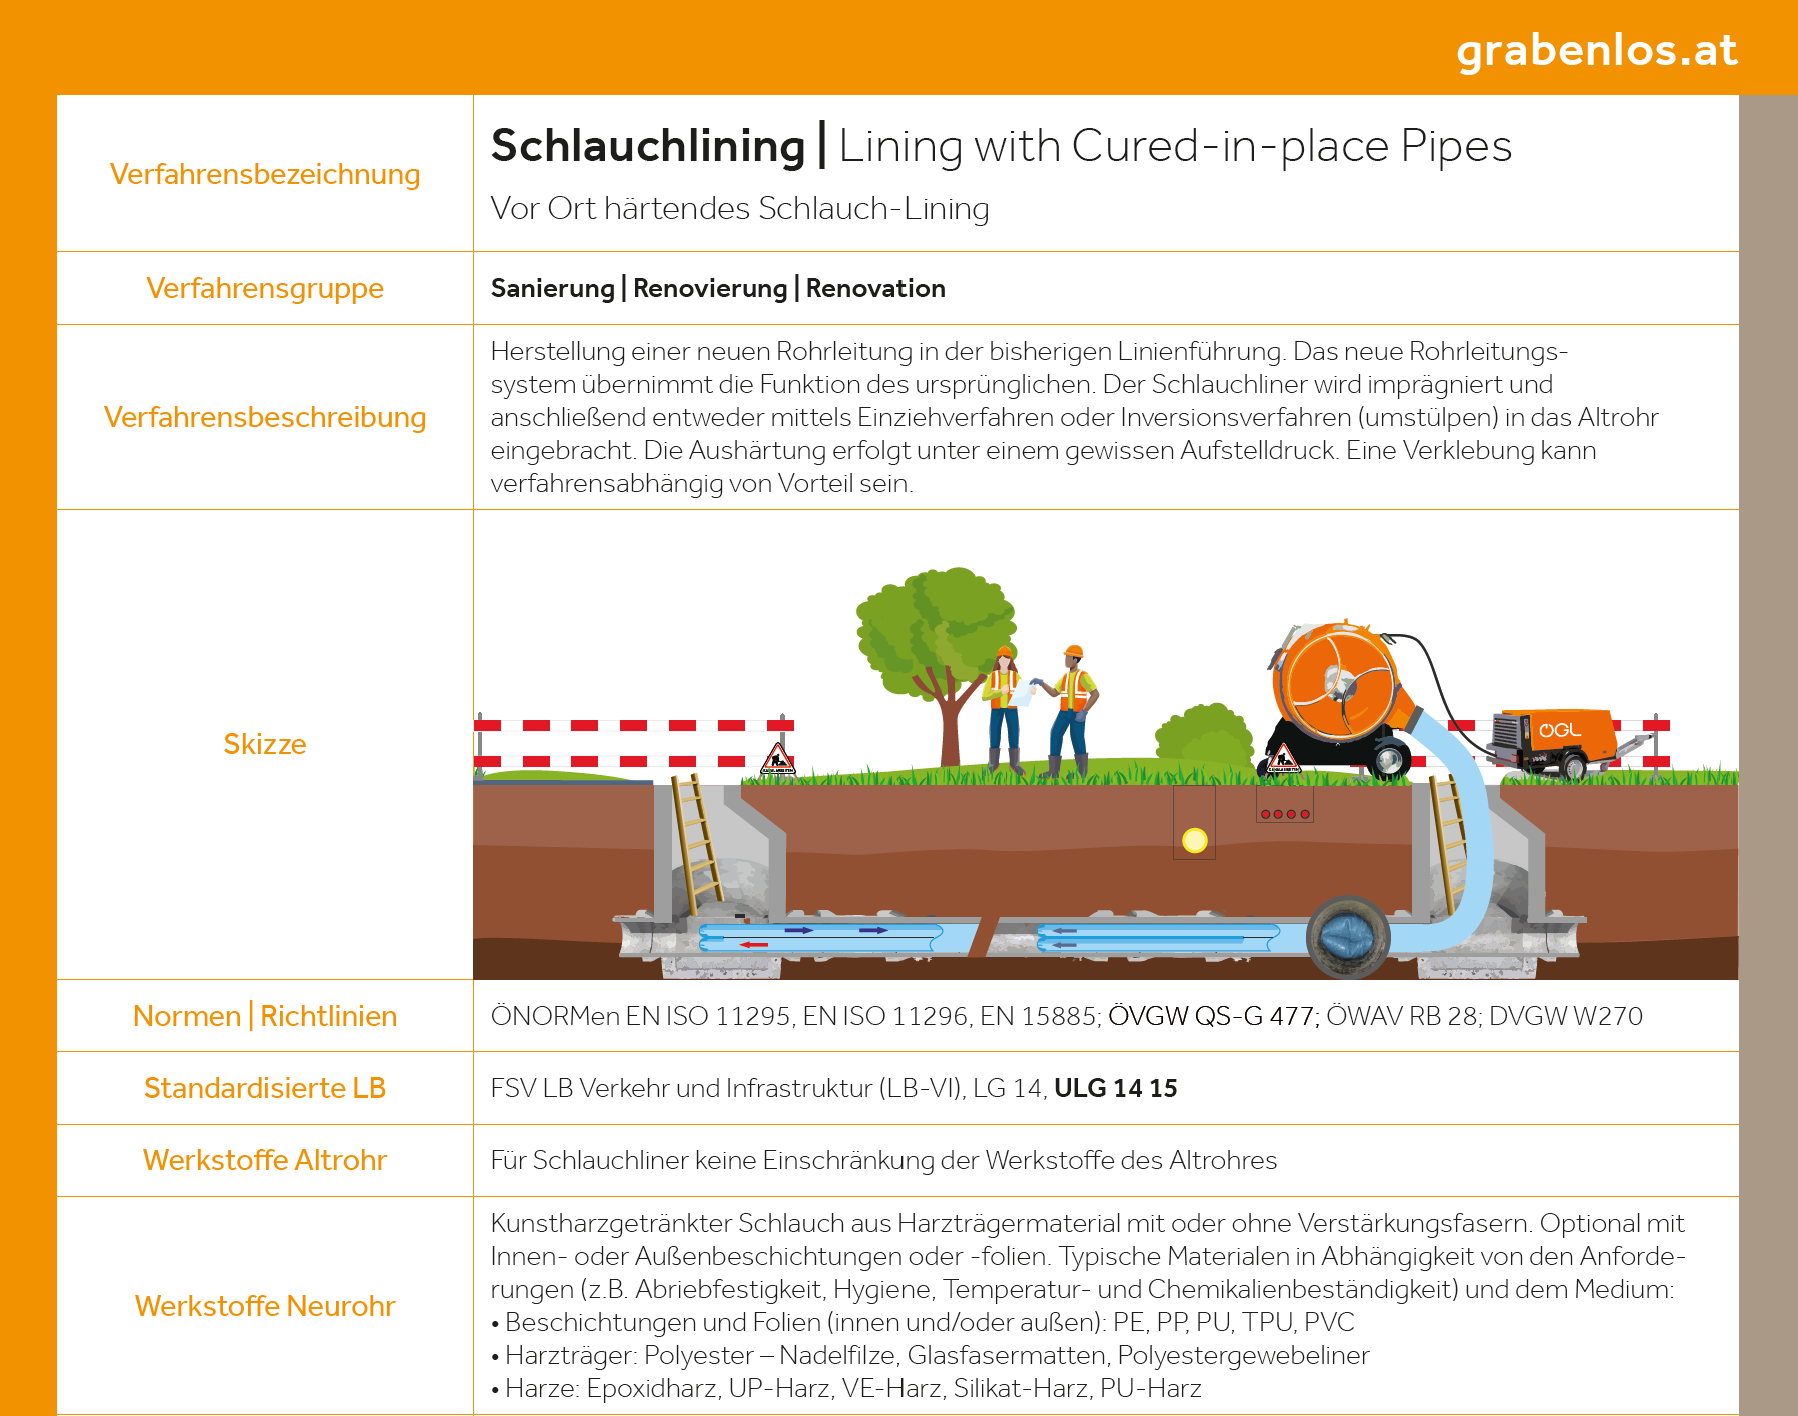 grabenlos.at
Verfahrensbezeichnung
Schlauchlining | Lining with Cured-in-place Pipes
Vor Ort härtendes Schlauch-Lining
Verfahrensgruppe
Sanierung | Renovierung | Renovation
Verfahrensbeschreibung
Herstellung einer neuen Rohrleitung in der bisherigen Linienführung. Das neue Rohrleitungs-
system übernimmt die Funktion des ursprünglichen. Der Schlauchliner wird imprägniert und
anschließend entweder mittels Einziehverfahren oder Inversionsverfahren (umstülpen) in das Altrohr
eingebracht. Die Aushärtung erfolgt unter einem gewissen Aufstelldruck. Eine Verklebung kann
verfahrensabhängig von Vorteil sein.
Skizze
ÖGL
Normen | Richtlinien
ÖNORMen EN ISO 11295, EN ISO 11296, EN 15885; ÖVGW QS-G 477; ÖWAV RB 28; DVGW W270
Standardisierte LB
FSV LB Verkehr und Infrastruktur (LB-VI), LG 14, ULG 14 15
Werkstoffe Altrohr
Für Schlauchliner keine Einschränkung der Werkstoffe des Altrohres
Werkstoffe Neurohr
Kunstharzgetränkter Schlauch aus Harzträgermaterial mit oder ohne Verstärkungsfasern. Optional mit
Innen- oder Außenbeschichtungen oder -folien. Typische Materialen in Abhängigkeit von den Anforde-
rungen (z.B. Abriebfestigkeit, Hygiene, Temperatur- und Chemikalienbeständigkeit) und dem Medium:
• Beschichtungen und Folien (innen und/oder außen): PE, PP, PU, TPU, PVC
• Harzträger: Polyester – Nadelfilze, Glasfasermatten, Polyestergewebeliner
• Harze: Epoxidharz, UP-Harz, VE-Harz, Silikat-Harz, PU-Harz